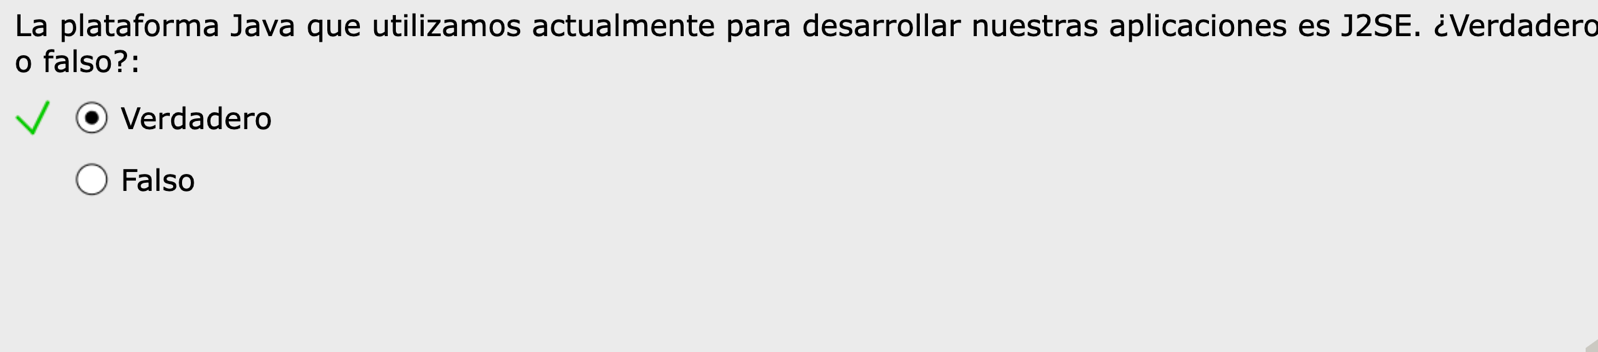 La plataforma Java que utilizamos actualmente para desarrollar nuestras aplicaciones es J2SE. ¿Verdadero
o falso?:
Verdadero
Falso